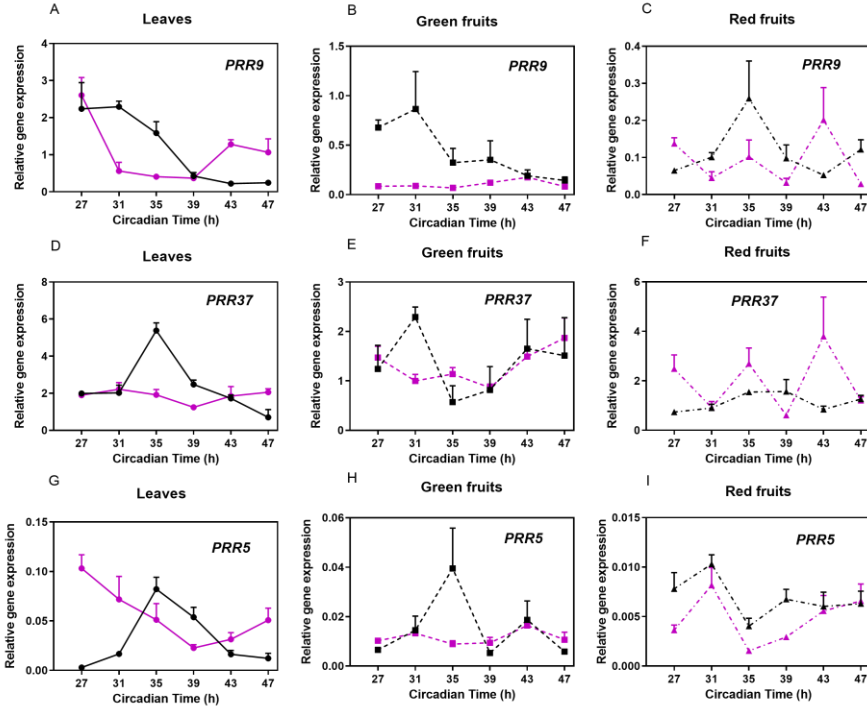 A
Leaves
Relative gene expression
4
3
2
1
0
PRR9
27 31 35 39 43 47
Circadian Time (h)
B
Green fruits
Relative gene expression
1.5
1.0
0.5
0.0
PRR9
27 31 35 39 43 47
Circadian Time (h)
C
Red fruits
Relative gene expression
0.4
0.3
0.2
0.1
0.0
PRR9
27 31 35 39 43 47
Circadian Time (h)
D
Leaves
Relative gene expression
8
6
4
2
0
PRR37
27 31 35 39 43 47
Circadian Time (h)
E
Green fruits
Relative gene expression
3
2
1
0
PRR37
27 31 35 39 43 47
Circadian Time (h)
F
Red fruits
Relative gene expression
6
4
2
0
PRR37
27 31 35 39 43 47
Circadian Time (h)
G
Leaves
Relative gene expression
0.15
0.10
0.05
0.00
PRR5
27 31 35 39 43 47
Circadian Time (h)
H
Green fruits
Relative gene expression
0.06
0.04
0.02
0.00
PRR5
27 31 35 39 43 47
Circadian Time (h)
I
Red fruits
Relative gene expression
0.015
0.010
0.005
0.000
PRR5
27 31 35 39 43 47
Circadian Time (h)